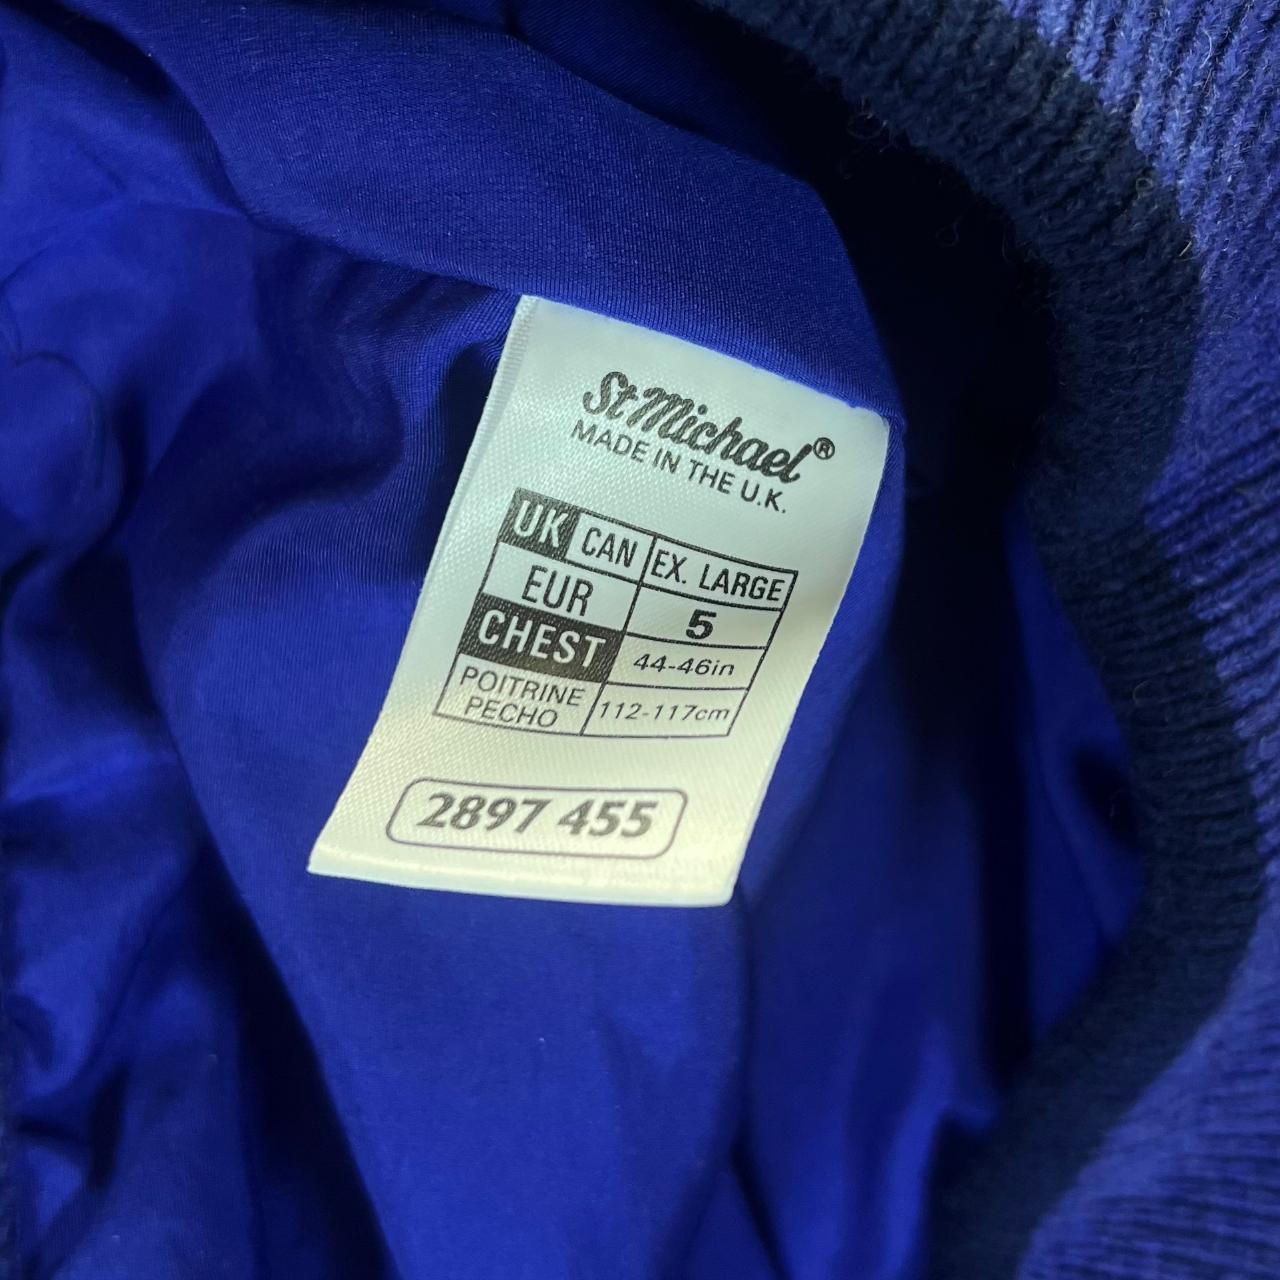 St Michael®
MADE IN THE U.K.
UK CAN EX. LARGE
EUR 5
CHEST 44-46in
POITRINE
PECHO 112-117cm
2897 455